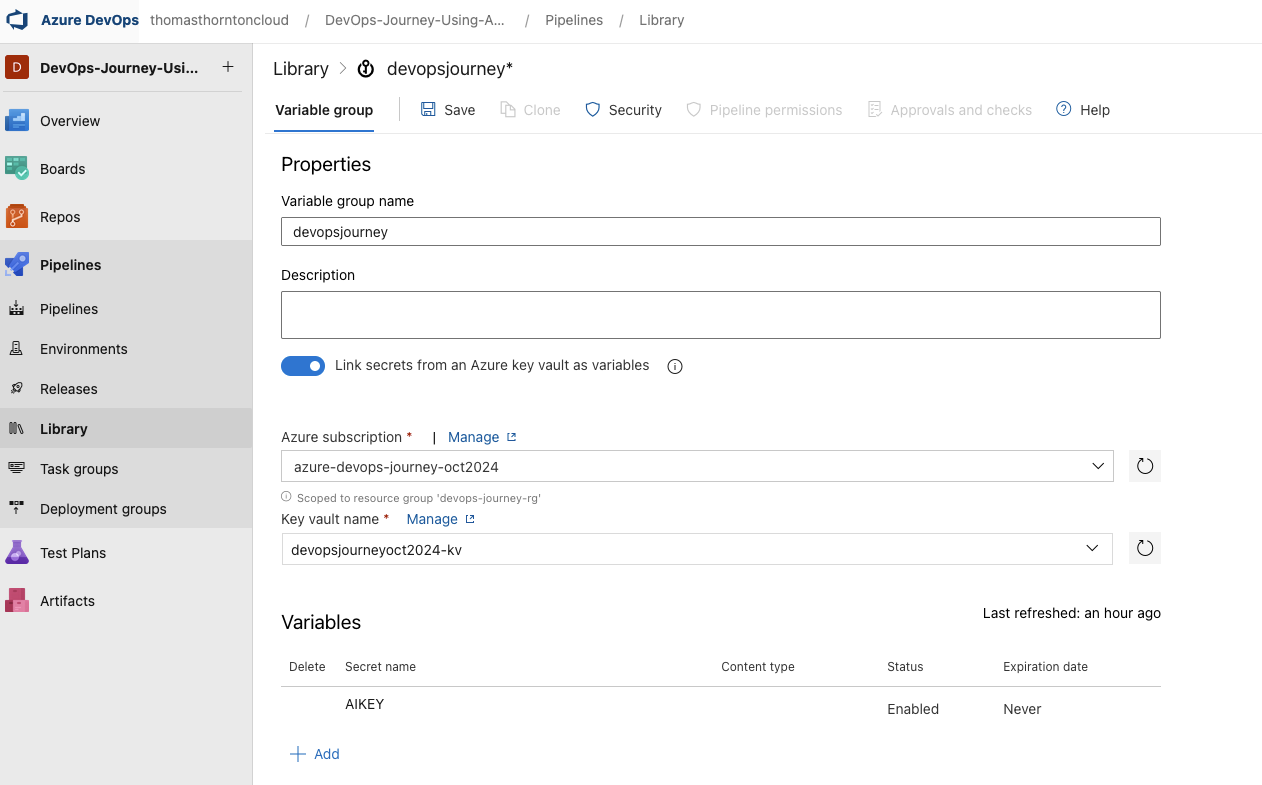 Azure DevOps thomasthorntoncloud / DevOps-Journey-Using-A... / Pipelines / Library
D DevOps-Journey-Usi... +
Overview
Boards
Repos
Pipelines
Pipelines
Environments
Releases
Library
Task groups
Deployment groups
Test Plans
Artifacts
Library > devopsjourney*
Variable group | Save Clone Security Pipeline permissions Approvals and checks Help
Properties
Variable group name
devopsjourney
Description
Link secrets from an Azure key vault as variables
Azure subscription * | Manage
azure-devops-journey-oct2024
Scoped to resource group 'devops-journey-rg'
Key vault name * Manage
devopsjourneyoct2024-kv
Variables Last refreshed: an hour ago
Delete Secret name Content type Status Expiration date
AIKEY Enabled Never
+ Add